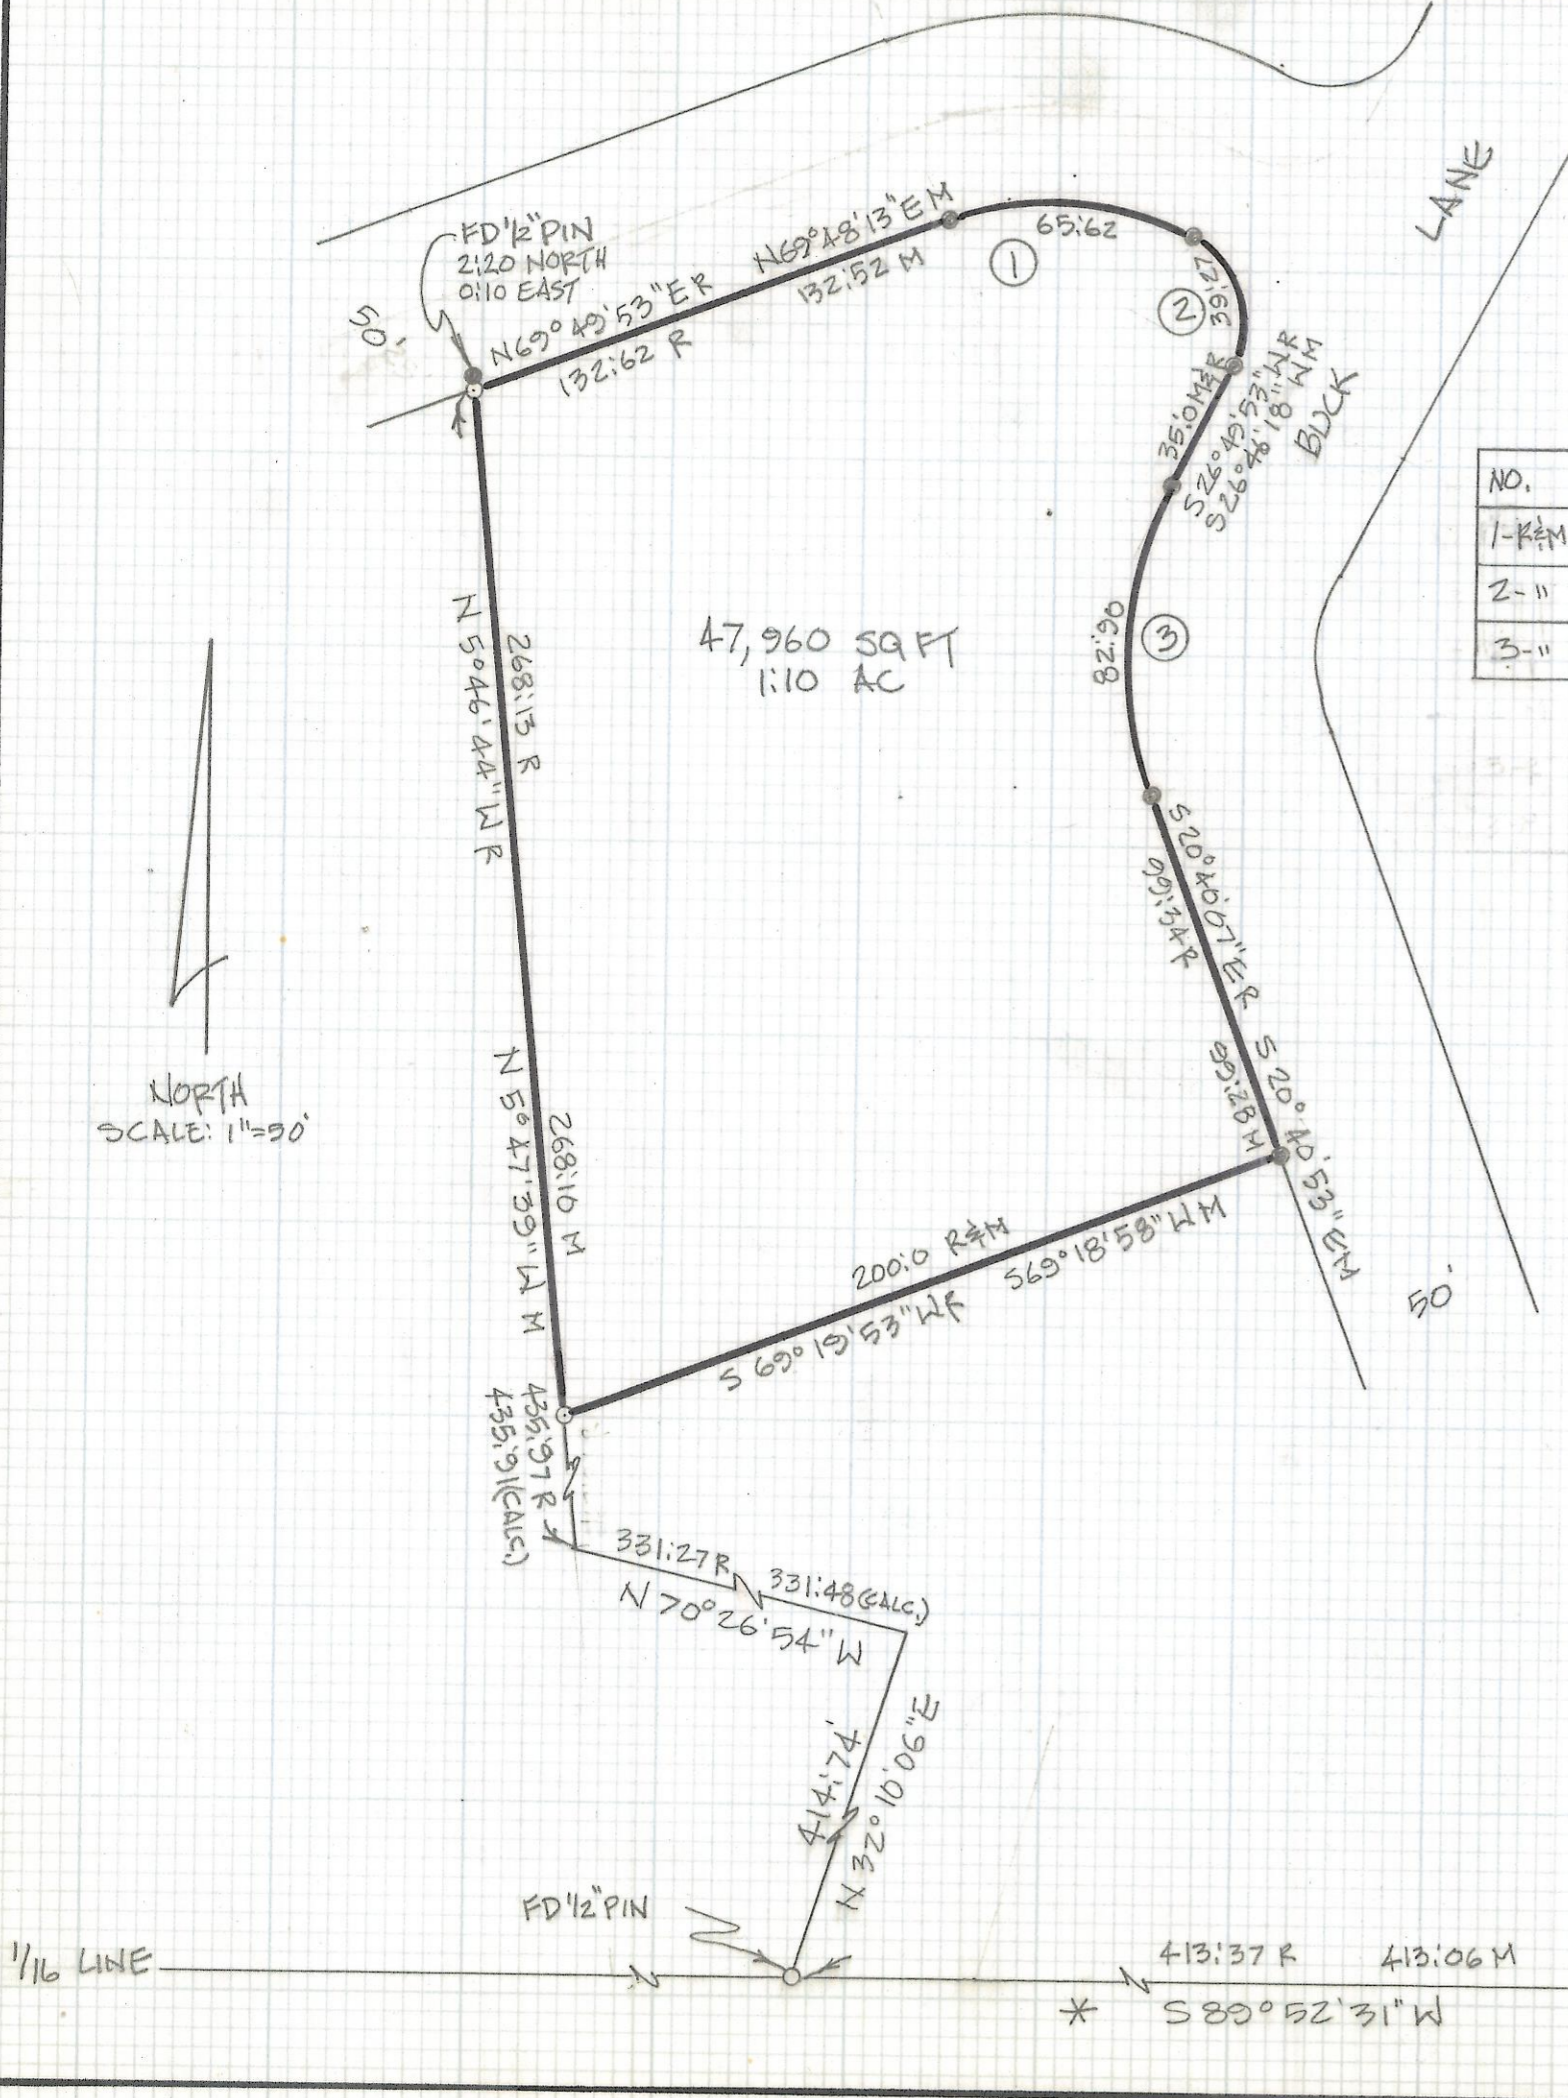 LANE
FD 1/2" PIN
2.20' NORTH
0.10' EAST
50'
N69°49'53"E R
132.62' R
N69°48'13"E M
132.52' M
65.62'
1
39.27'
2
35.0' M&R
S26°49'53"W R
S26°46'18"W M
BUCK
NO.
1-R&M
2- "
3- "
82.90'
3
47,960 SQ FT
1.10 AC
268.13' R
N 5°46'44" W R
268.10' M
N 5°47'39" W M
NORTH
SCALE: 1"=50'
S 20°40'07" E R
99.34' R
S 20°40'53" E M
99.28' M
200.0' R&M
S69°18'58"W M
S 69°19'53" W R
50'
435.97' R
435.91' (CALC.)
331.27' R
331.48' (CALC.)
N 70°26'54" W
414.74'
N 32°10'06" E
FD 1/2" PIN
1/16 LINE
413.37' R 413.06' M
* S 89°52'31" W